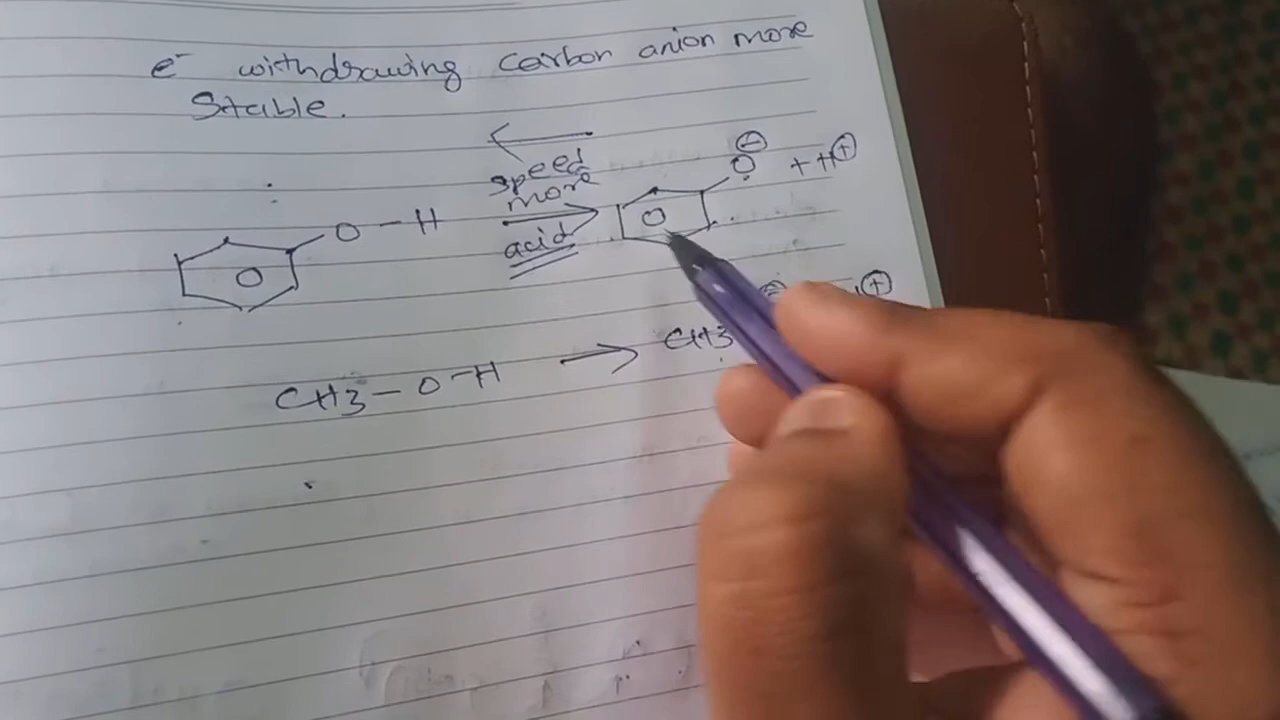 e⁻ withdrawing carbon anion more
Stable.
speed
more
acid
O – H
O⊖ + H⊕
CH3 – O – H → CH3